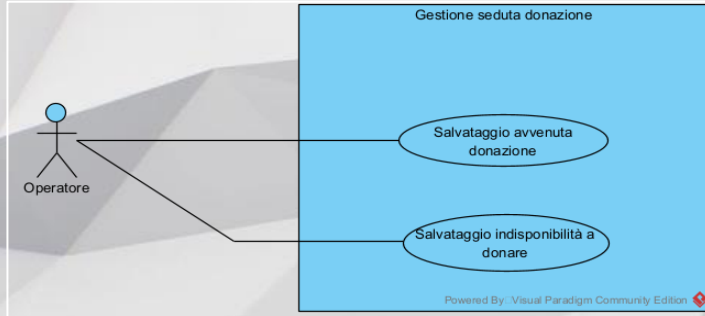 Gestione seduta donazione
Salvataggio avvenuta
donazione
Operatore
Salvataggio indisponibilità a
donare
Powered By: Visual Paradigm Community Edition